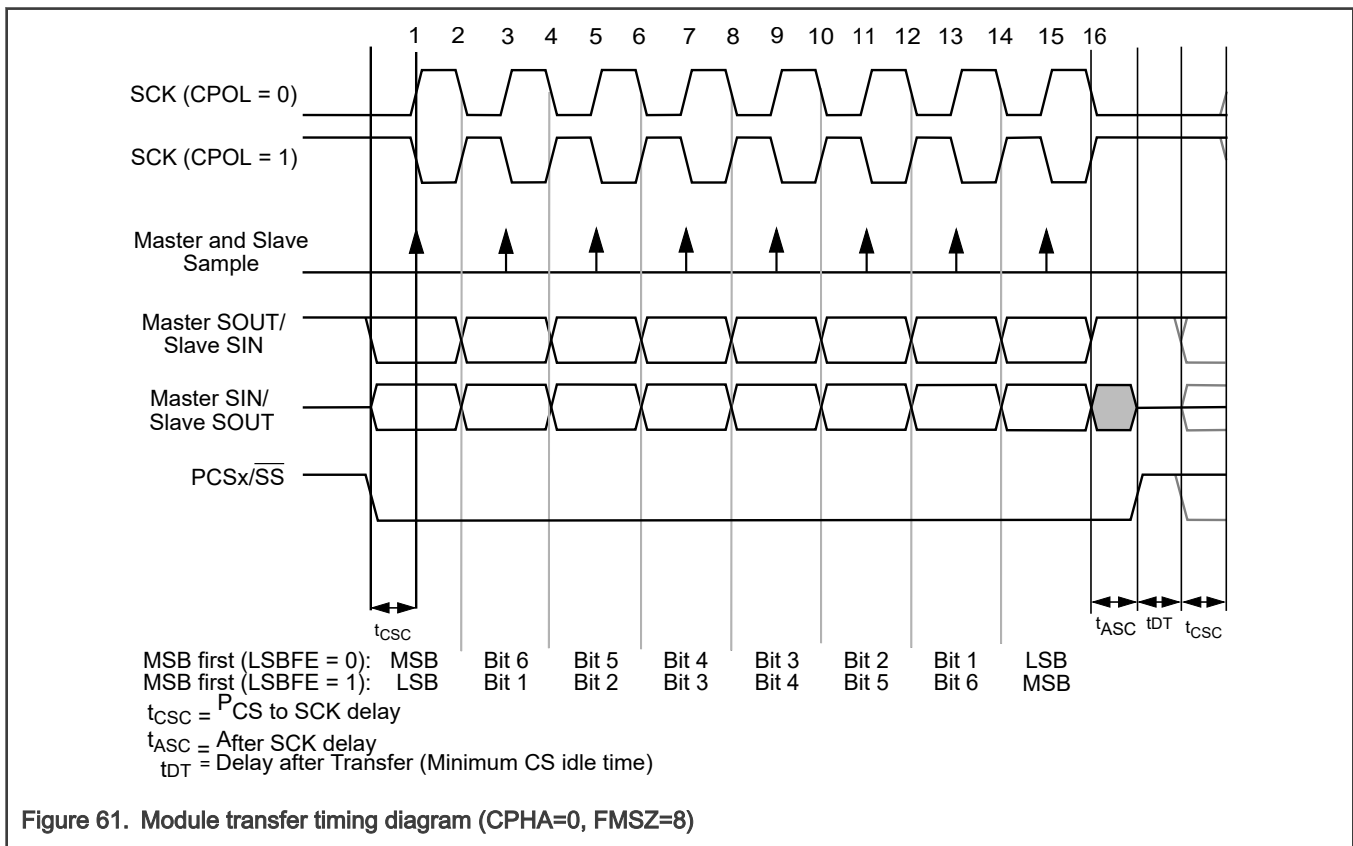 1 2 3 4 5 6 7 8 9 10 11 12 13 14 15 16
SCK (CPOL = 0)
SCK (CPOL = 1)
Master and Slave
Sample
Master SOUT/
Slave SIN
Master SIN/
Slave SOUT
PCSx/SS
tCSC tASC tDT tCSC
MSB first (LSBFE = 0): MSB Bit 6 Bit 5 Bit 4 Bit 3 Bit 2 Bit 1 LSB
MSB first (LSBFE = 1): LSB Bit 1 Bit 2 Bit 3 Bit 4 Bit 5 Bit 6 MSB
tCSC = PCS to SCK delay
tASC = After SCK delay
tDT = Delay after Transfer (Minimum CS idle time)
Figure 61. Module transfer timing diagram (CPHA=0, FMSZ=8)